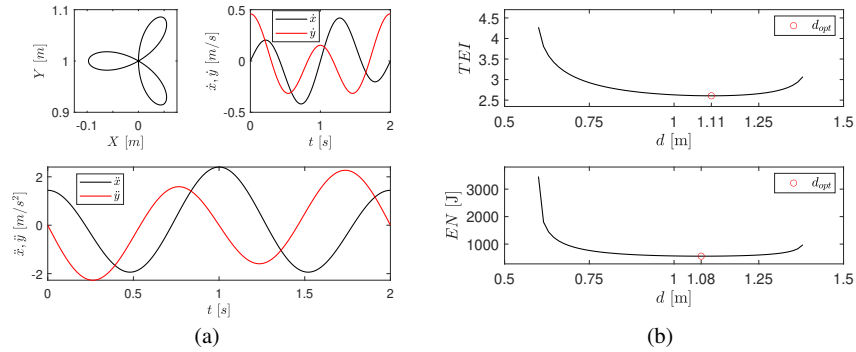 1.1
1
0.9
Y [m]
-0.1 0
X [m]
0.5
0
-0.5
ẋ, ẏ [m/s]
ẋ
ẏ
0 1 2
t [s]
2
0
-2
ẍ, ÿ [m/s²]
ẍ
ÿ
0 0.5 1 1.5 2
t [s]
(a)
4.5
4
3.5
3
2.5
TEI
d_opt
0.5 0.75 1 1.11 1.25 1.5
d [m]
3000
2000
1000
EN [J]
d_opt
0.5 0.75 1 1.08 1.25 1.5
d [m]
(b)